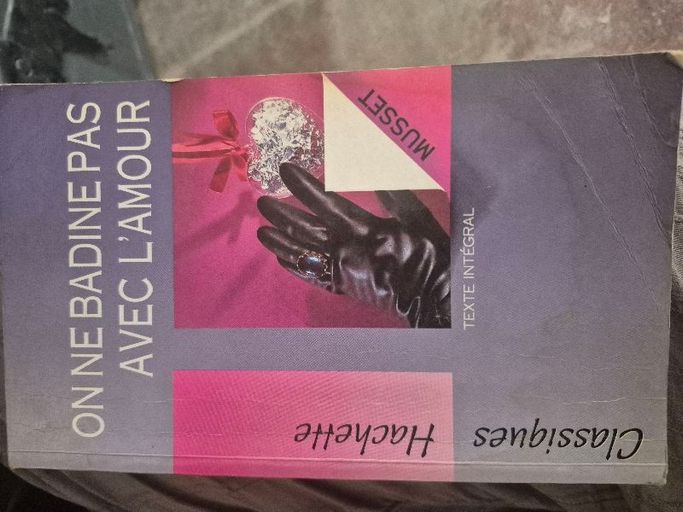 ON NE BADINE PAS
AVEC L'AMOUR
MUSSET
TEXTE INTÉGRAL
Classiques
Hachette